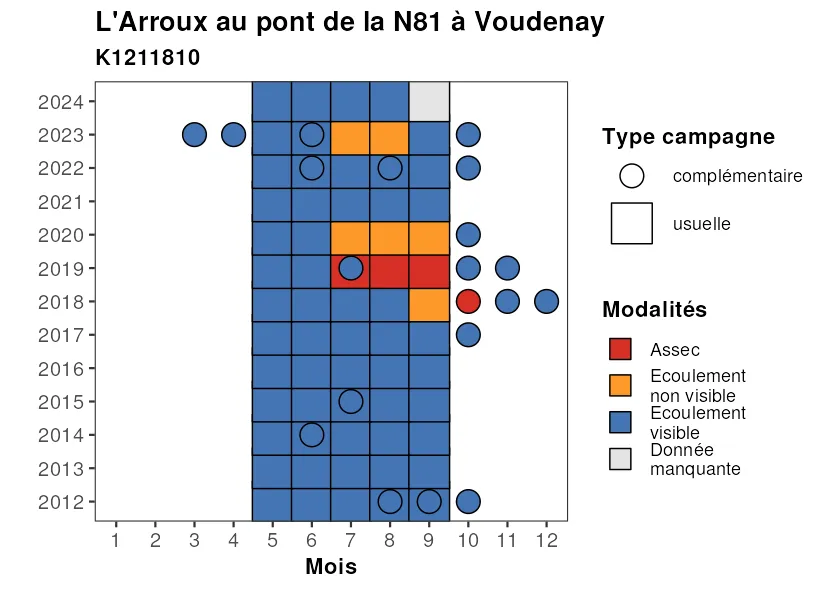 L'Arroux au pont de la N81 à Voudenay
K1211810
2024
2023
2022
2021
2020
2019
2018
2017
2016
2015
2014
2013
2012
1 2 3 4 5 6 7 8 9 10 11 12
Mois
Type campagne
complémentaire
usuelle
Modalités
Assec
Ecoulement
non visible
Ecoulement
visible
Donnée
manquante